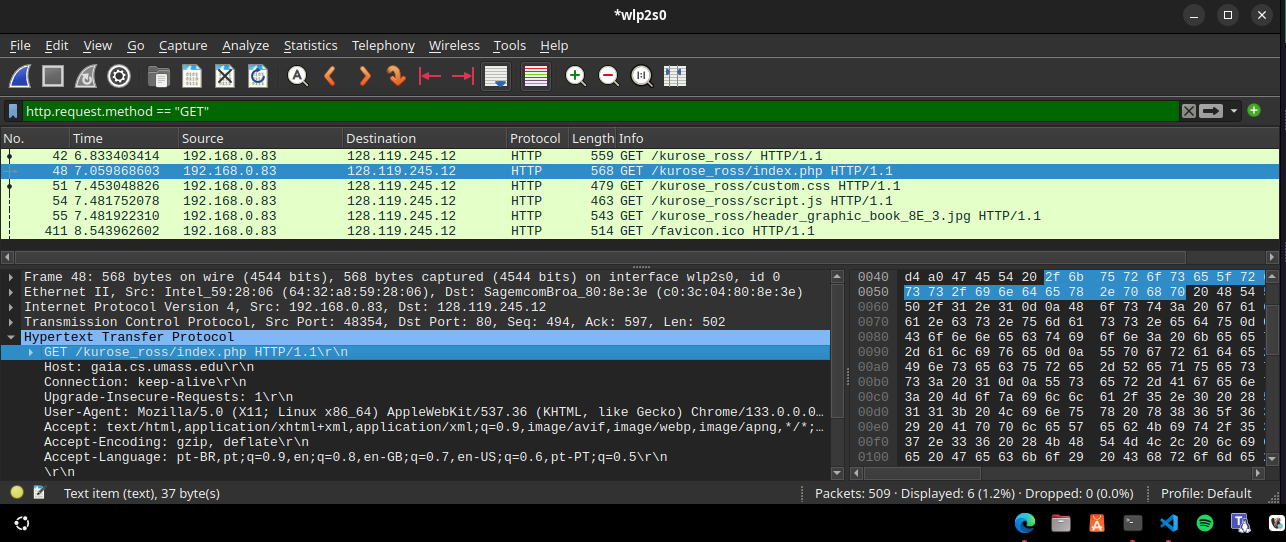 *wlp2s0
File Edit View Go Capture Analyze Statistics Telephony Wireless Tools Help
http.request.method == "GET"
No. Time Source Destination Protocol Length Info
42 6.833403414 192.168.0.83 128.119.245.12 HTTP 559 GET /kurose_ross/ HTTP/1.1
48 7.059868603 192.168.0.83 128.119.245.12 HTTP 568 GET /kurose_ross/index.php HTTP/1.1
51 7.453048826 192.168.0.83 128.119.245.12 HTTP 479 GET /kurose_ross/custom.css HTTP/1.1
54 7.481752078 192.168.0.83 128.119.245.12 HTTP 463 GET /kurose_ross/script.js HTTP/1.1
55 7.481922310 192.168.0.83 128.119.245.12 HTTP 543 GET /kurose_ross/header_graphic_book_8E_3.jpg HTTP/1.1
411 8.543962602 192.168.0.83 128.119.245.12 HTTP 514 GET /favicon.ico HTTP/1.1
Frame 48: 568 bytes on wire (4544 bits), 568 bytes captured (4544 bits) on interface wlp2s0, id 0
Ethernet II, Src: Intel_59:28:06 (64:32:a8:59:28:06), Dst: SagemcomBroa_80:8e:3e (c0:3c:04:80:8e:3e)
Internet Protocol Version 4, Src: 192.168.0.83, Dst: 128.119.245.12
Transmission Control Protocol, Src Port: 48354, Dst Port: 80, Seq: 494, Ack: 597, Len: 502
Hypertext Transfer Protocol
GET /kurose_ross/index.php HTTP/1.1\r\n
Host: gaia.cs.umass.edu\r\n
Connection: keep-alive\r\n
Upgrade-Insecure-Requests: 1\r\n
User-Agent: Mozilla/5.0 (X11; Linux x86_64) AppleWebKit/537.36 (KHTML, like Gecko) Chrome/133.0.0.0…
Accept: text/html,application/xhtml+xml,application/xml;q=0.9,image/avif,image/webp,image/apng,*/*;…
Accept-Encoding: gzip, deflate\r\n
Accept-Language: pt-BR,pt;q=0.9,en;q=0.8,en-GB;q=0.7,en-US;q=0.6,pt-PT;q=0.5\r\n
\r\n
0040 d4 a0 47 45 54 20 2f 6b 75 72 6f 73 65 5f 72
0050 73 73 2f 69 6e 64 65 78 2e 70 68 70 20 48 54
0060 50 2f 31 2e 31 0d 0a 48 6f 73 74 3a 20 67 61
0070 61 2e 63 73 2e 75 6d 61 73 73 2e 65 64 75 0d
0080 43 6f 6e 6e 65 63 74 69 6f 6e 3a 20 6b 65 65
0090 2d 61 6c 69 76 65 0d 0a 55 70 67 72 61 64 65
00a0 49 6e 73 65 63 75 72 65 2d 52 65 71 75 65 73
00b0 73 3a 20 31 0d 0a 55 73 65 72 2d 41 67 65 6e
00c0 3a 20 4d 6f 7a 69 6c 6c 61 2f 35 2e 30 20 28
00d0 31 31 3b 20 4c 69 6e 75 78 20 78 38 36 5f 36
00e0 29 20 41 70 70 6c 65 57 65 62 4b 69 74 2f 35
00f0 37 2e 33 36 20 28 4b 48 54 4d 4c 2c 20 6c 69
0100 65 20 47 65 63 6b 6f 29 20 43 68 72 6f 6d 65
Text item (text), 37 byte(s)
Packets: 509 · Displayed: 6 (1.2%) · Dropped: 0 (0.0%)
Profile: Default